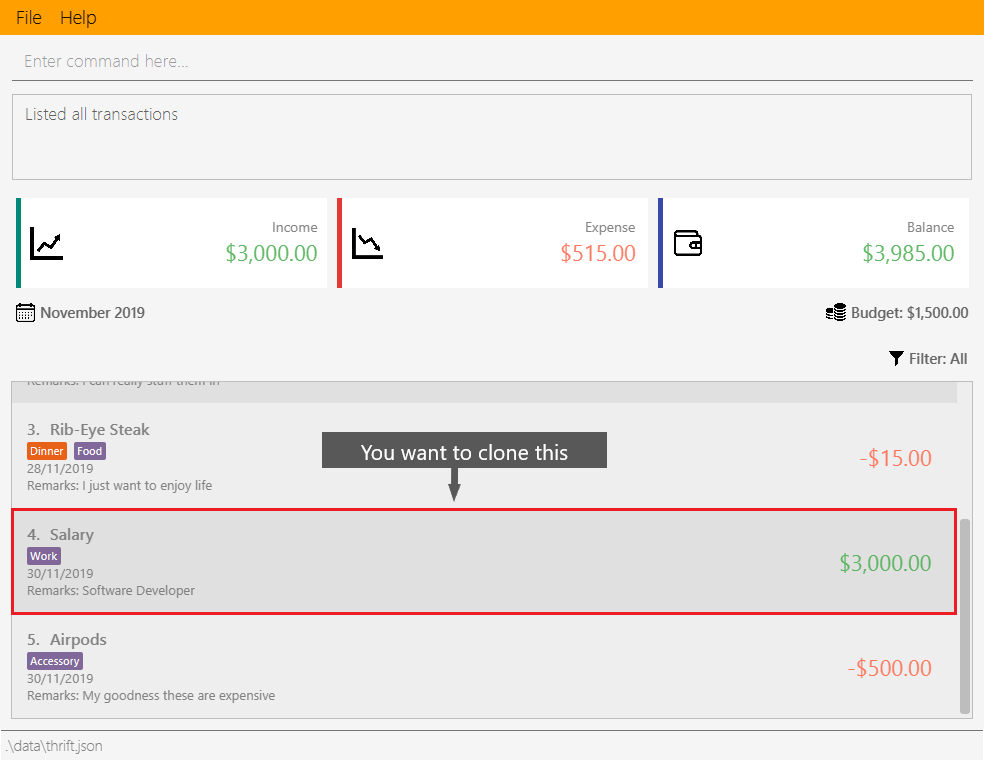 File Help
Enter command here...
Listed all transactions
Income
$3,000.00
Expense
$515.00
Balance
$3,985.00
November 2019
Budget: $1,500.00
Filter: All
Remarks: I can really stuff them in
3. Rib-Eye Steak
Dinner Food
28/11/2019
Remarks: I just want to enjoy life
-$15.00
You want to clone this
4. Salary
Work
30/11/2019
Remarks: Software Developer
$3,000.00
5. Airpods
Accessory
30/11/2019
Remarks: My goodness these are expensive
-$500.00
.\data\thrift.json